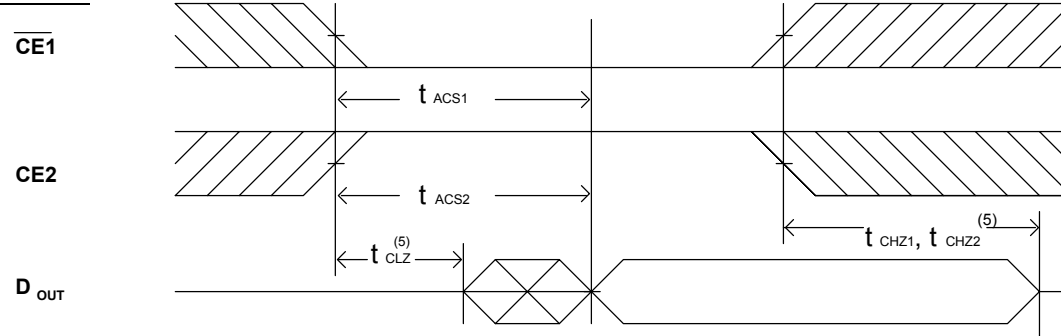 CE1
t ACS1
CE2
t ACS2
t CLZ (5)
t CHZ1, t CHZ2 (5)
D OUT